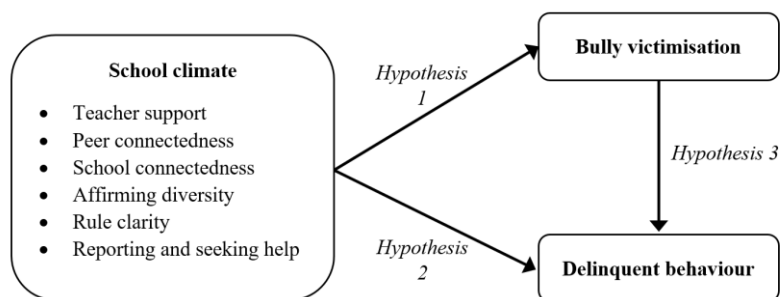 School climate
• Teacher support
• Peer connectedness
• School connectedness
• Affirming diversity
• Rule clarity
• Reporting and seeking help
Hypothesis
1
Bully victimisation
Hypothesis 3
Hypothesis
2
Delinquent behaviour